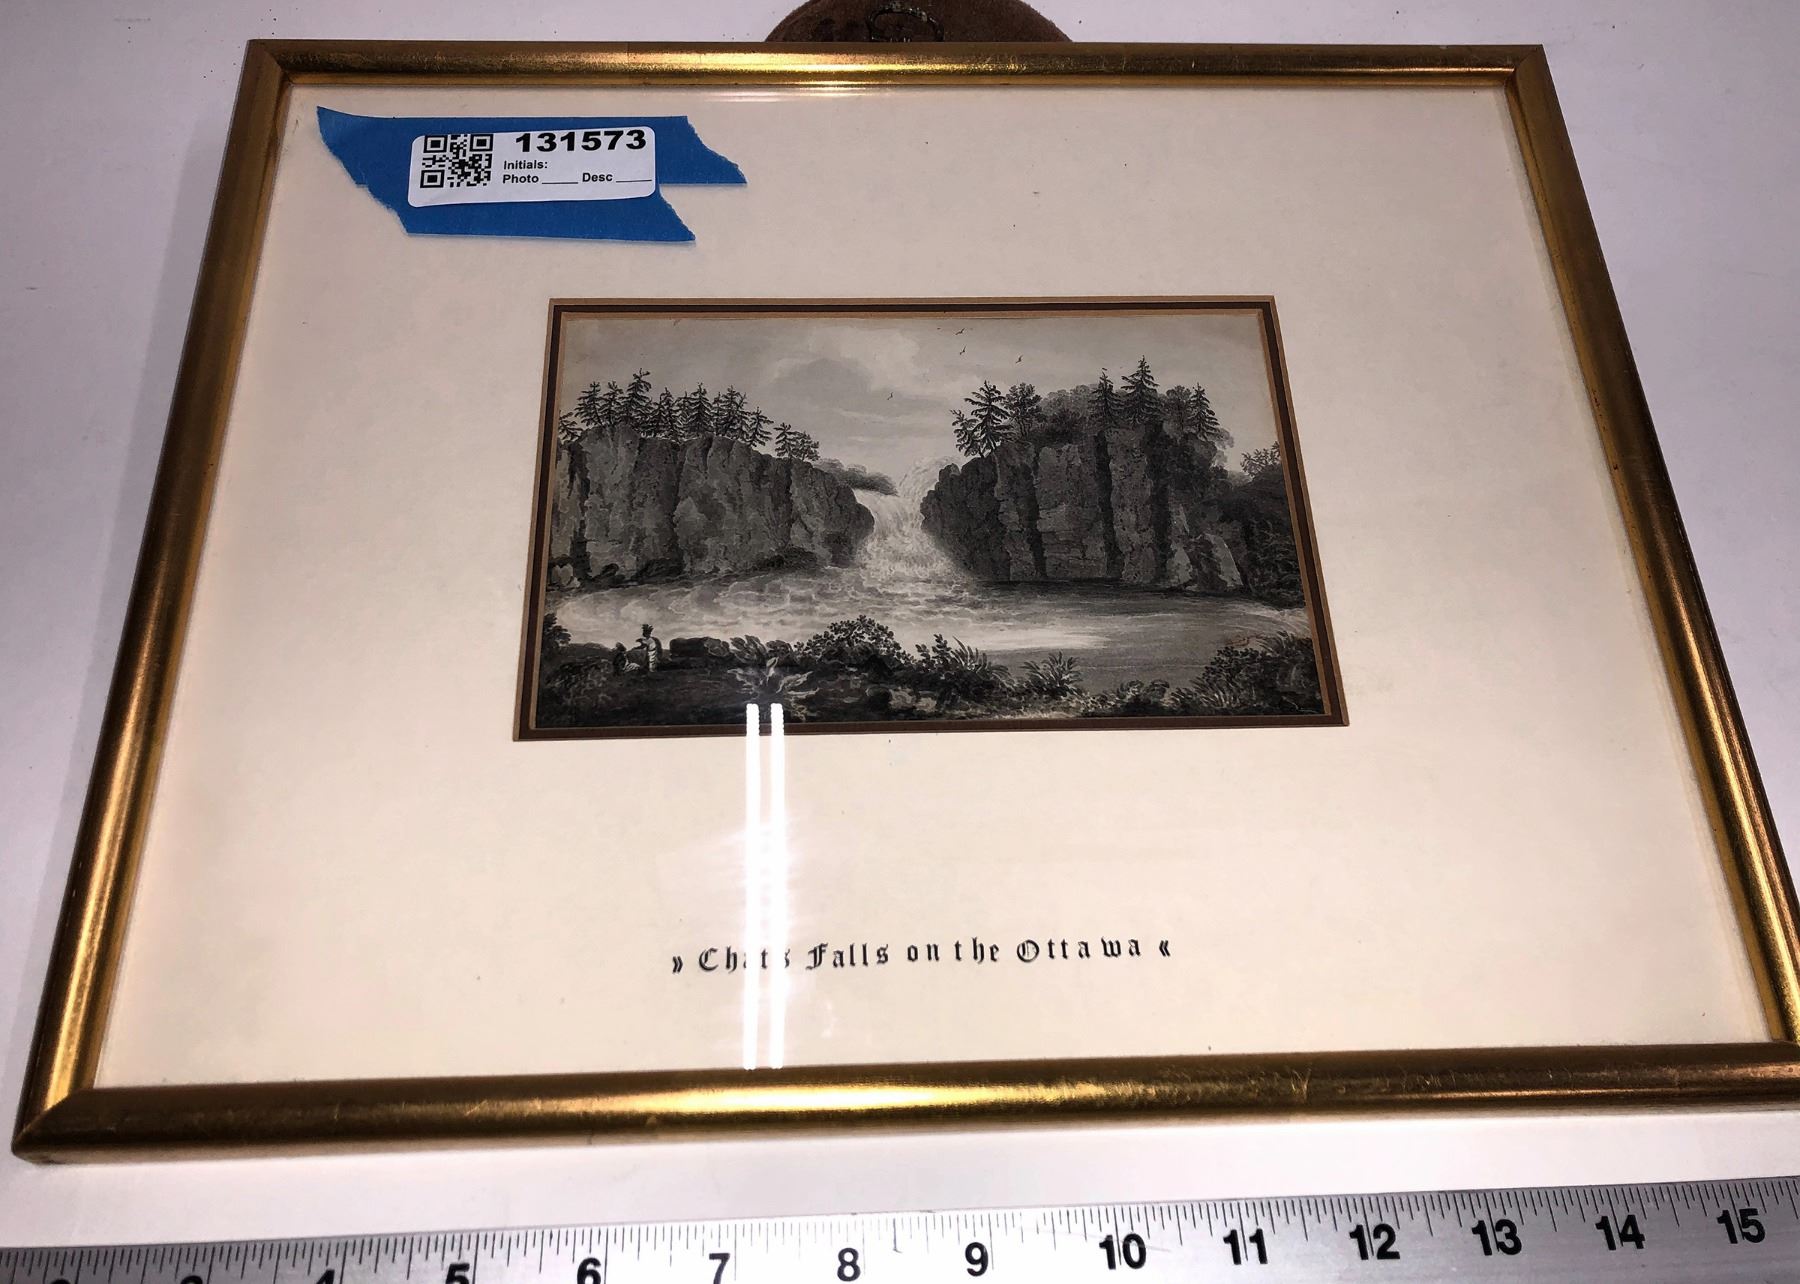 131573
Initials:
Photo _____ Desc _____
» Chats Falls on the Ottawa «
5 6 7 8 9 10 11 12 13 14 15